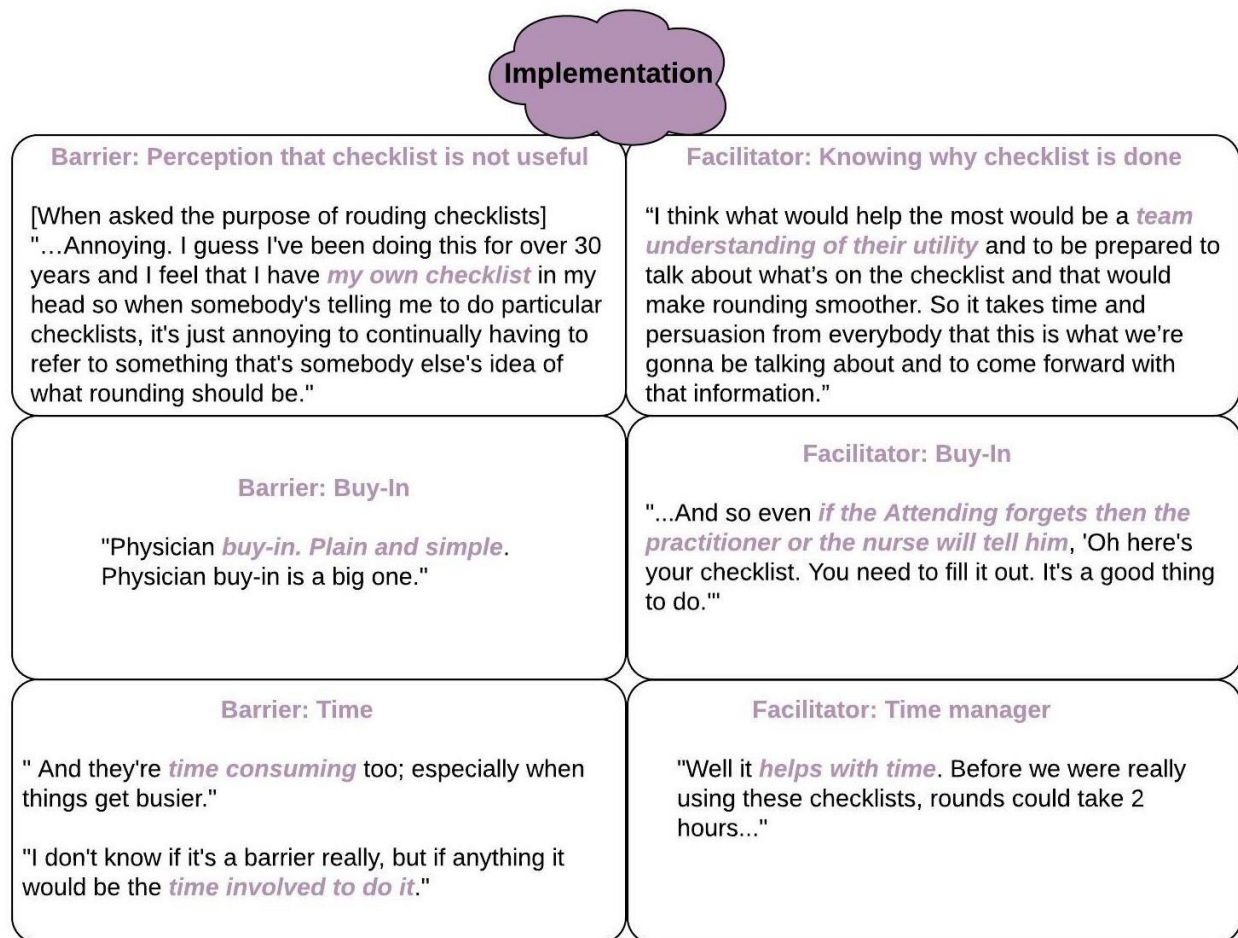 Implementation
Barrier: Perception that checklist is not useful
[When asked the purpose of rouding checklists]
"…Annoying. I guess I've been doing this for over 30
years and I feel that I have my own checklist in my
head so when somebody's telling me to do particular
checklists, it's just annoying to continually having to
refer to something that's somebody else's idea of
what rounding should be."
Facilitator: Knowing why checklist is done
“I think what would help the most would be a team
understanding of their utility and to be prepared to
talk about what’s on the checklist and that would
make rounding smoother. So it takes time and
persuasion from everybody that this is what we’re
gonna be talking about and to come forward with
that information.”
Barrier: Buy-In
"Physician buy-in. Plain and simple.
Physician buy-in is a big one."
Facilitator: Buy-In
"...And so even if the Attending forgets then the
practitioner or the nurse will tell him, 'Oh here's
your checklist. You need to fill it out. It's a good thing
to do.'"
Barrier: Time
" And they're time consuming too; especially when
things get busier."
"I don't know if it's a barrier really, but if anything it
would be the time involved to do it."
Facilitator: Time manager
"Well it helps with time. Before we were really
using these checklists, rounds could take 2
hours..."